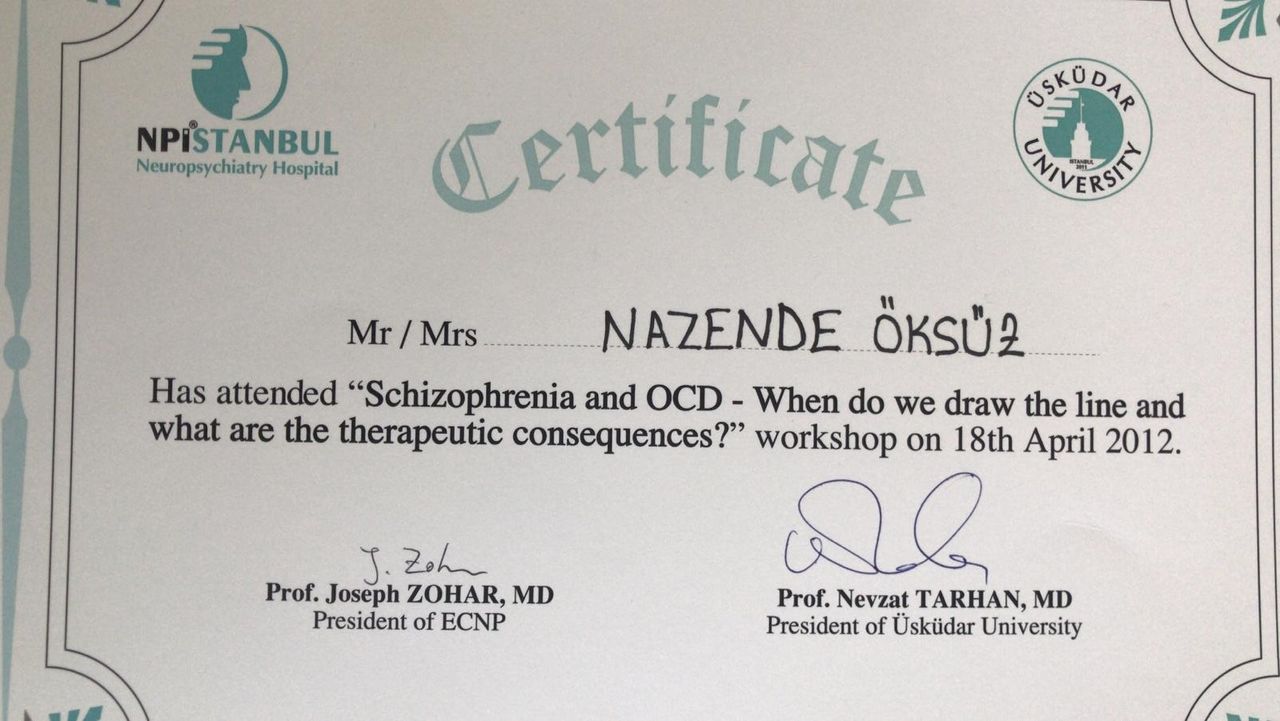 NPİSTANBUL®
Neuropsychiatry Hospital
Certificate
ÜSKÜDAR
UNIVERSITY
İSTANBUL
2011
Mr / Mrs NAZENDE ÖKSÜZ
Has attended “Schizophrenia and OCD - When do we draw the line and
what are the therapeutic consequences?” workshop on 18th April 2012.
J. Zohar
Prof. Joseph ZOHAR, MD
President of ECNP
Prof. Nevzat TARHAN, MD
President of Üsküdar University